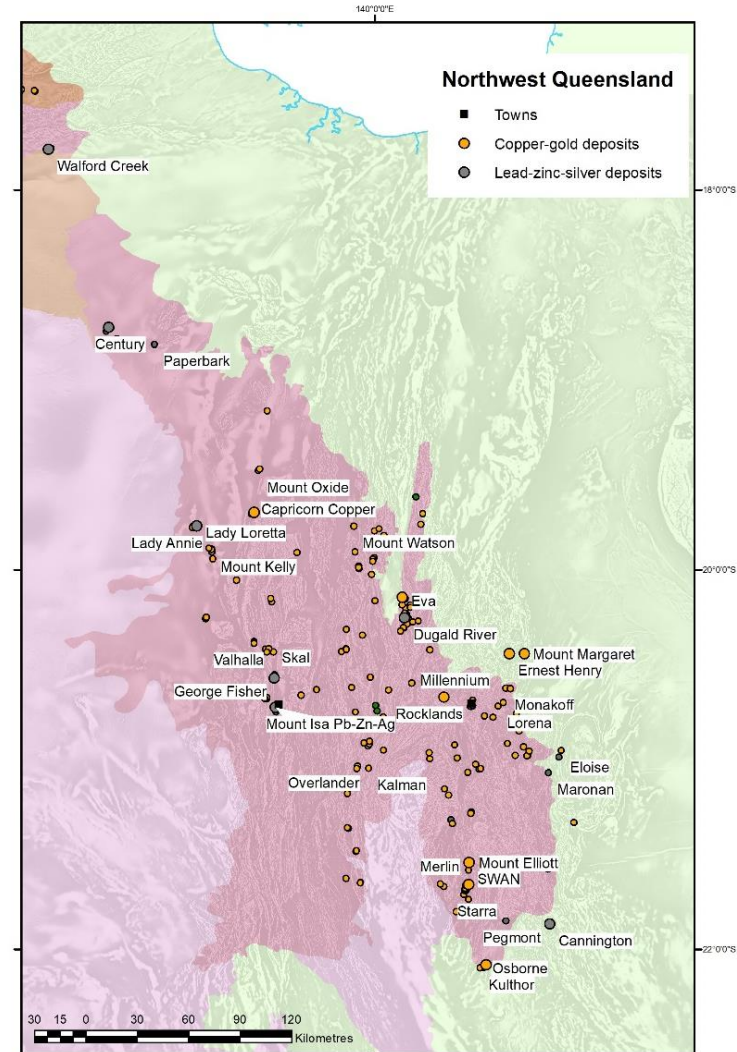 140°0'0"E
Northwest Queensland
Towns
Copper-gold deposits
Lead-zinc-silver deposits
Walford Creek
18°0'0"S
Century
Paperbark
Mount Oxide
Capricorn Copper
Lady Loretta
Lady Annie
Mount Watson
Mount Kelly
20°0'0"S
Eva
Dugald River
Mount Margaret
Valhalla
Skal
Ernest Henry
Millennium
George Fisher
Monakoff
Rocklands
Mount Isa Pb-Zn-Ag
Lorena
Eloise
Overlander
Kalman
Maronan
Merlin
Mount Elliott
SWAN
Starra
Pegmont
Cannington
22°0'0"S
Osborne
Kulthor
30 15 0 30 60 90 120
Kilometres